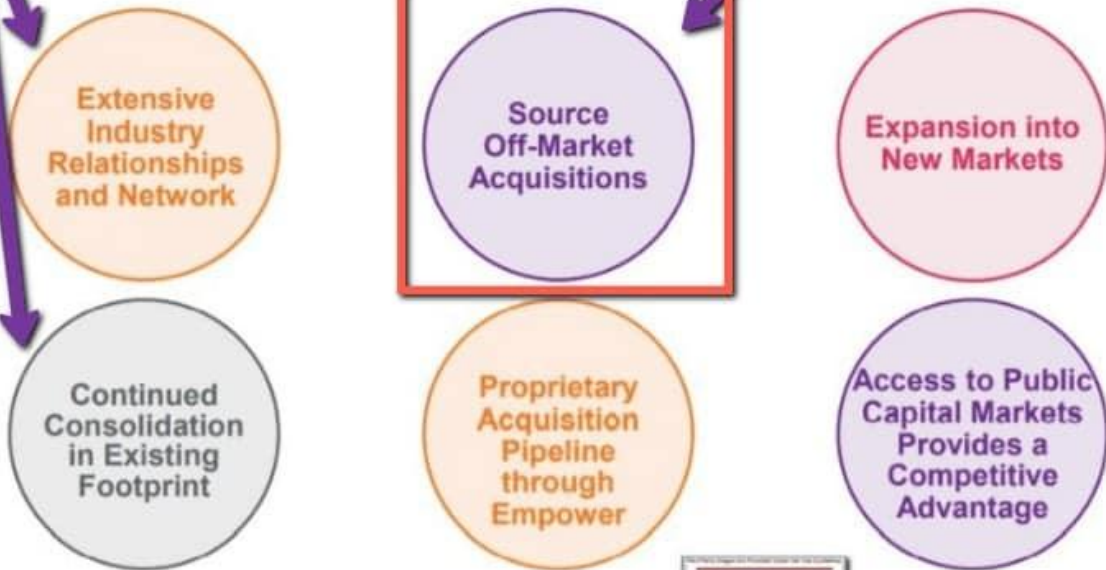 Extensive
Industry
Relationships
and Network
Source
Off-Market
Acquisitions
Expansion into
New Markets
Continued
Consolidation
in Existing
Footprint
Proprietary
Acquisition
Pipeline
through
Empower
Access to Public
Capital Markets
Provides a
Competitive
Advantage